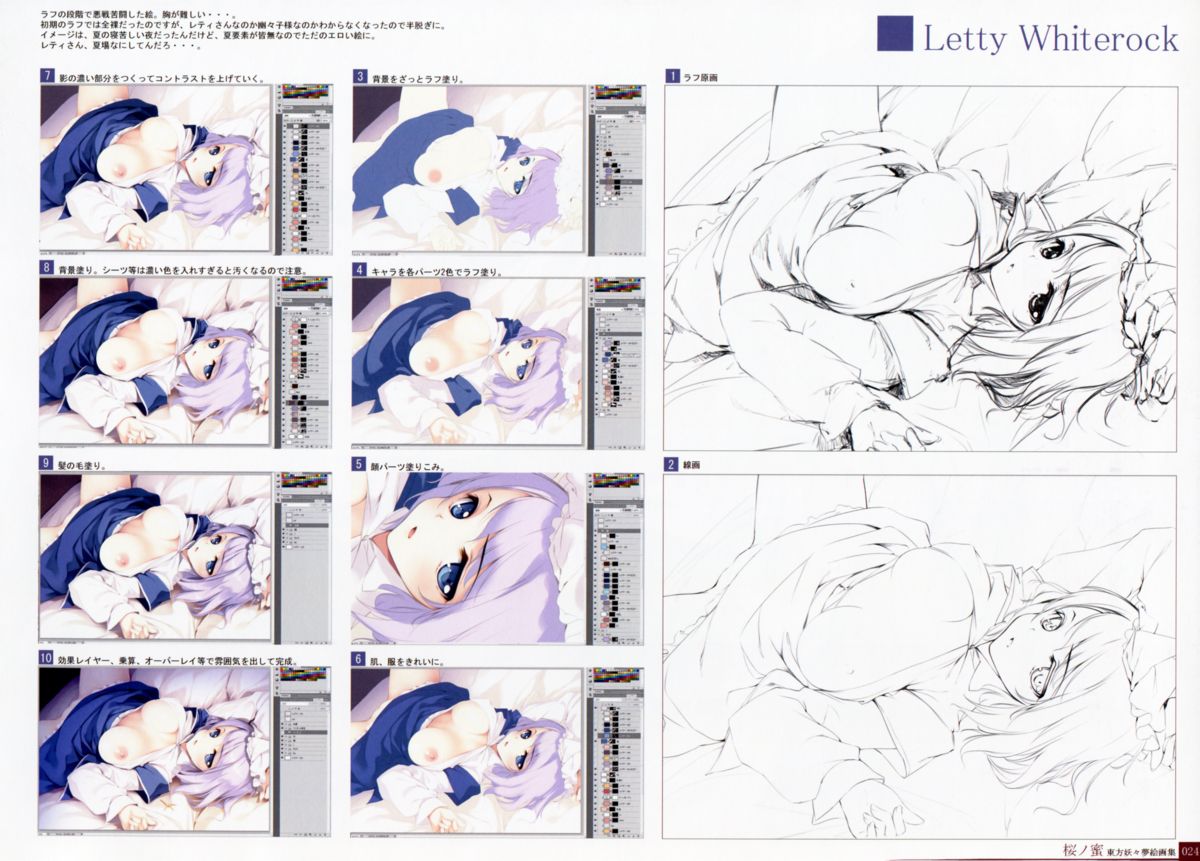 ラフの段階で悪戦苦闘した絵。胸が難しい・・・。
初期のラフでは全裸だったのですが、レティさんなのか幽々子様なのかわからなくなったので半脱ぎに。
イメージは、夏の寝苦しい夜だったんだけど、夏要素が皆無なのでただのエロい絵に。
レティさん、夏場なにしてんだろ・・・。
Letty Whiterock
1 ラフ原画
2 線画
3 背景をざっとラフ塗り。
4 キャラを各パーツ2色でラフ塗り。
5 顔パーツ塗りこみ。
6 肌、服をきれいに。
7 影の濃い部分をつくってコントラストを上げていく。
8 背景塗り。シーツ等は濃い色を入れすぎると汚くなるので注意。
9 髪の毛塗り。
10 効果レイヤー、乗算、オーバーレイ等で雰囲気を出して完成。
桜ノ蜜 東方妖々夢絵画集 024